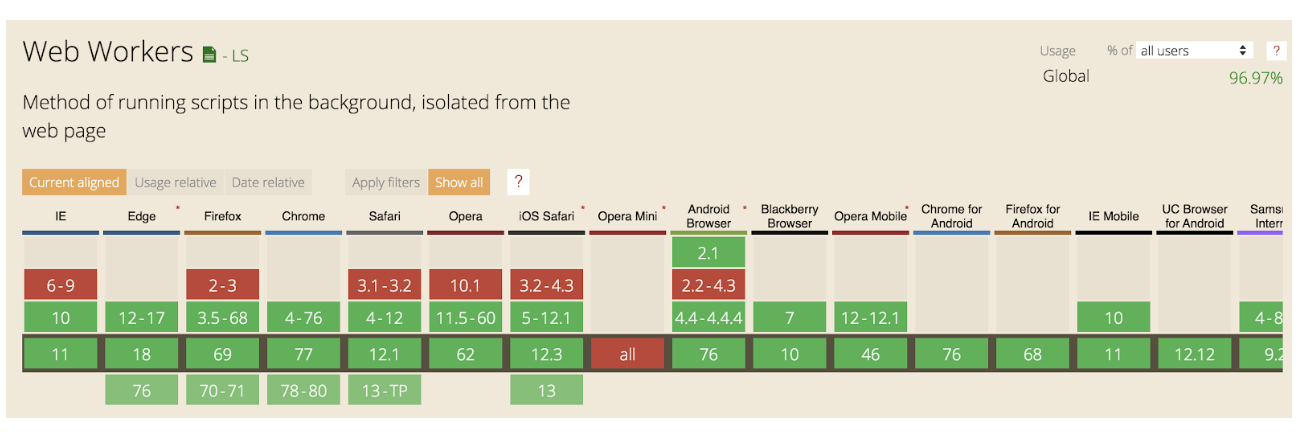 Web Workers - LS
Usage % of all users ?
Global 96.97%
Method of running scripts in the background, isolated from the
web page
Current aligned Usage relative Date relative Apply filters Show all ?
IE Edge * Firefox Chrome Safari Opera iOS Safari * Opera Mini * Android Browser * Blackberry Browser Opera Mobile * Chrome for Android Firefox for Android IE Mobile UC Browser for Android Samsu Intern
2.1
6-9 2-3 3.1-3.2 10.1 3.2-4.3 2.2-4.3
10 12-17 3.5-68 4-76 4-12 11.5-60 5-12.1 4.4-4.4.4 7 12-12.1 10 4-8
11 18 69 77 12.1 62 12.3 all 76 10 46 76 68 11 12.12 9.2
76 70-71 78-80 13-TP 13